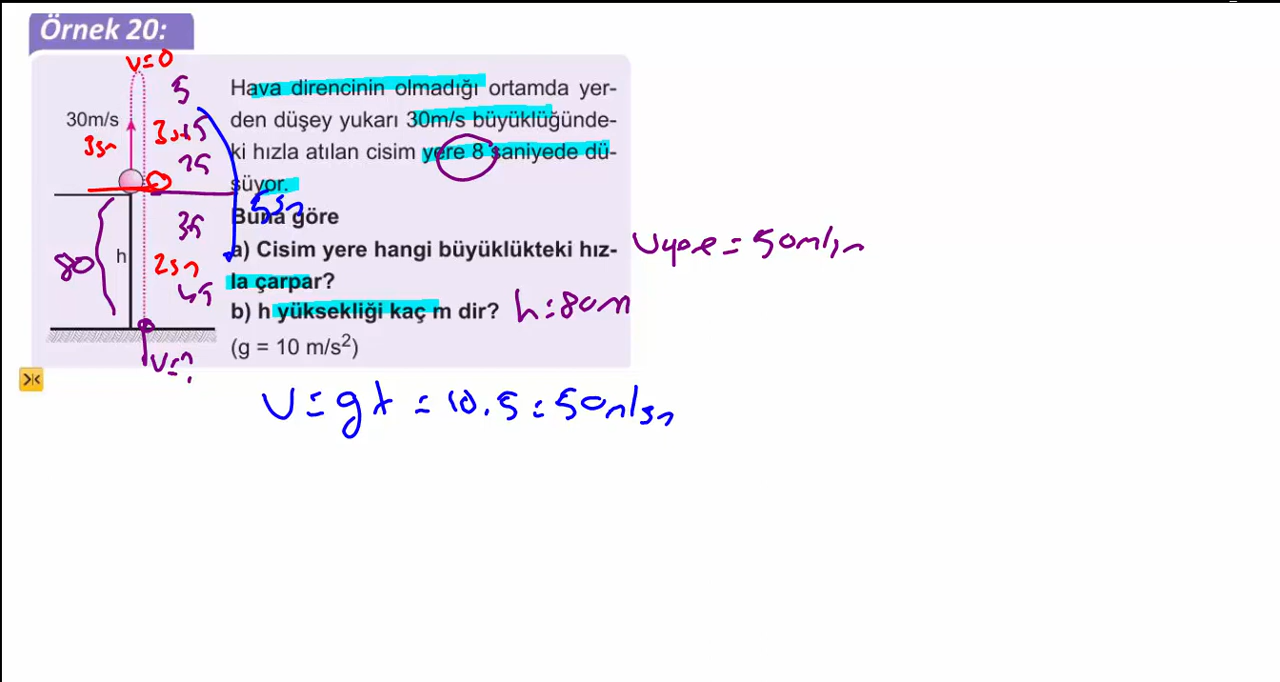 Örnek 20:
v=0
5
Hava direncinin olmadığı ortamda yer-
30m/s
den düşey yukarı 30m/s büyüklüğünde-
3sn
3sn
15
ki hızla atılan cisim yere 8 saniyede dü-
25
şüyor.
5sn
Buna göre
35
a) Cisim yere hangi büyüklükteki hız-
Vyere = 50m/sn
80
h
2sn
la çarpar?
45
b) h yüksekliği kaç m dir?
h=80m
(g = 10 m/s²)
V=?
V = gt = 10.5 = 50m/sn